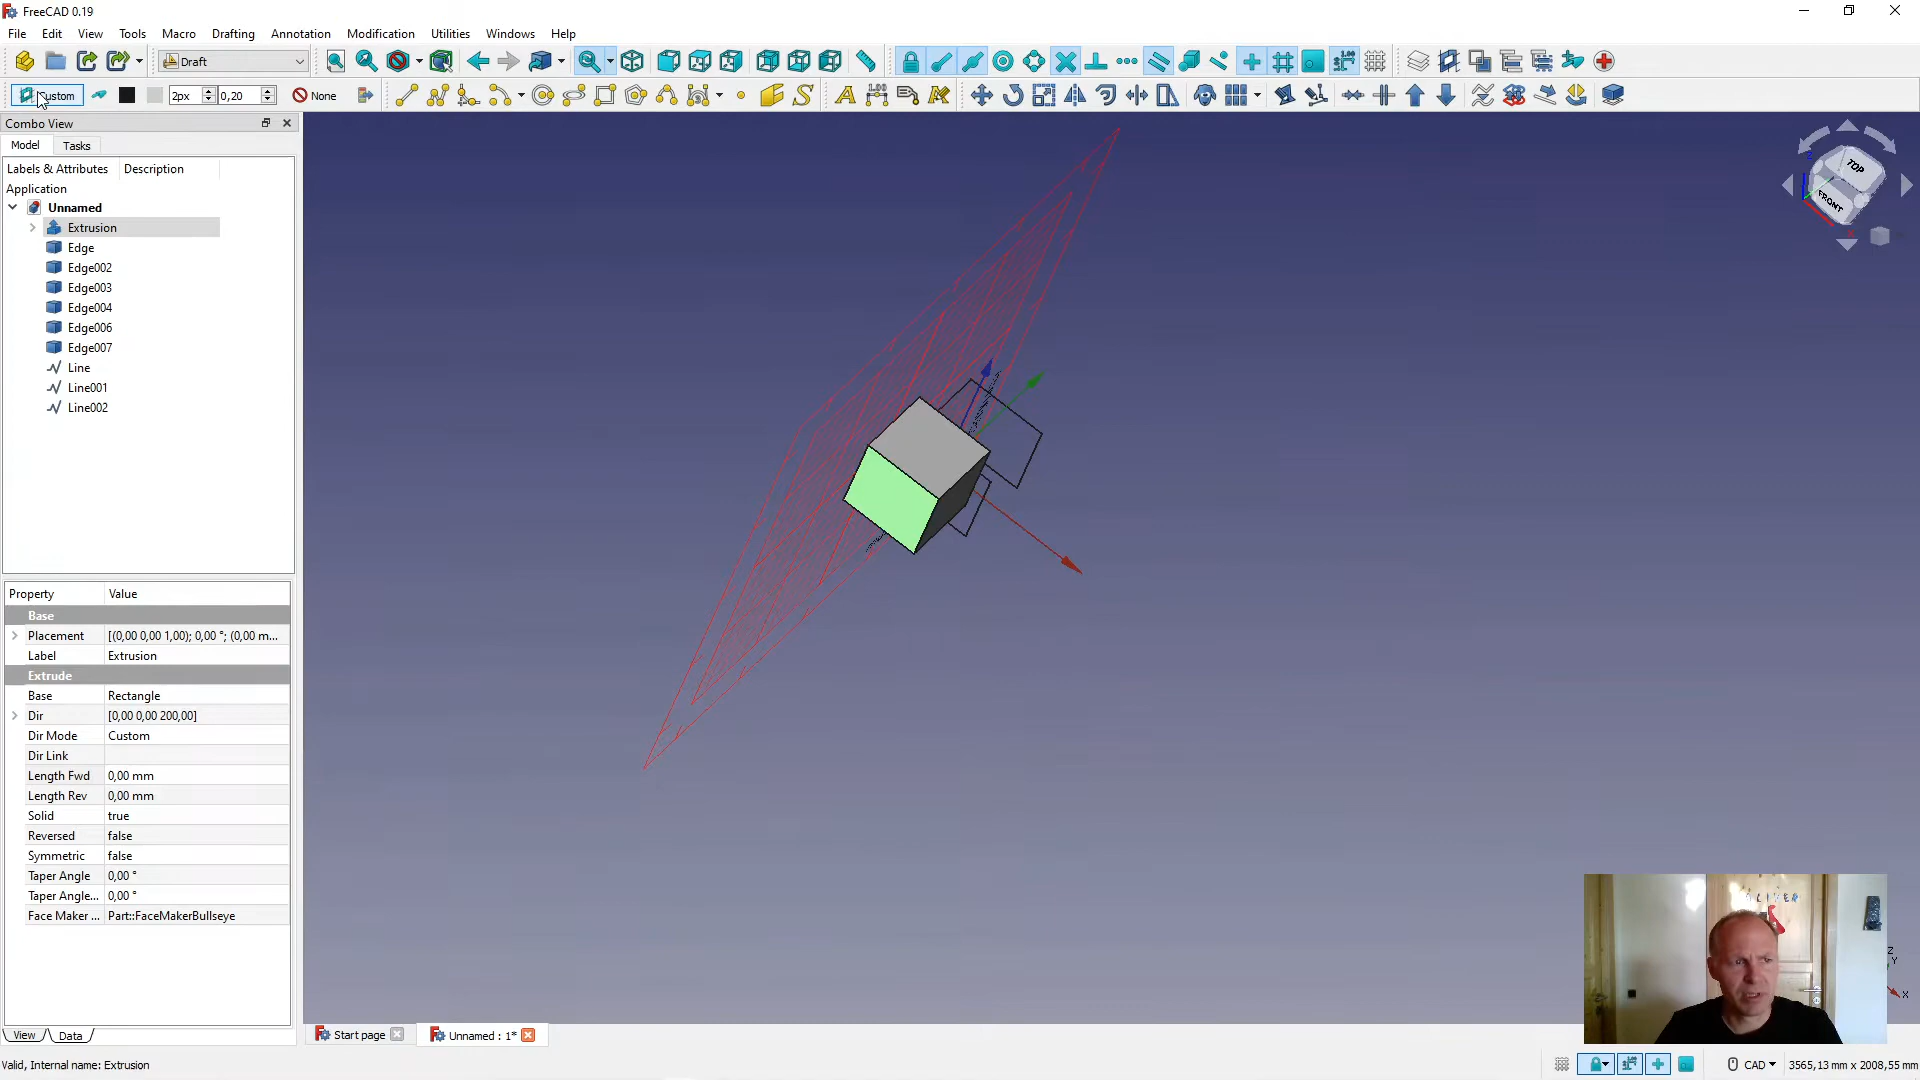 FreeCAD 0.19
File Edit View Tools Macro Drafting Annotation Modification Utilities Windows Help
Draft
Custom 2px 0,20 None
Combo View
Model Tasks
Labels & Attributes Description
Application
Unnamed
Extrusion
Edge
Edge002
Edge003
Edge004
Edge006
Edge007
Line
Line001
Line002
TOP
FRONT
Property Value
Base
Placement [(0,00 0,00 1,00); 0,00 °; (0,00 m...
Label Extrusion
Extrude
Base Rectangle
Dir [0,00 0,00 200,00]
Dir Mode Custom
Dir Link
Length Fwd 0,00 mm
Length Rev 0,00 mm
Solid true
Reversed false
Symmetric false
Taper Angle 0,00 °
Taper Angle... 0,00 °
Face Maker ... Part::FaceMakerBullseye
View Data
Start page Unnamed : 1*
Z
Y
X
Valid, Internal name: Extrusion
CAD 3565,13 mm x 2008,55 mm